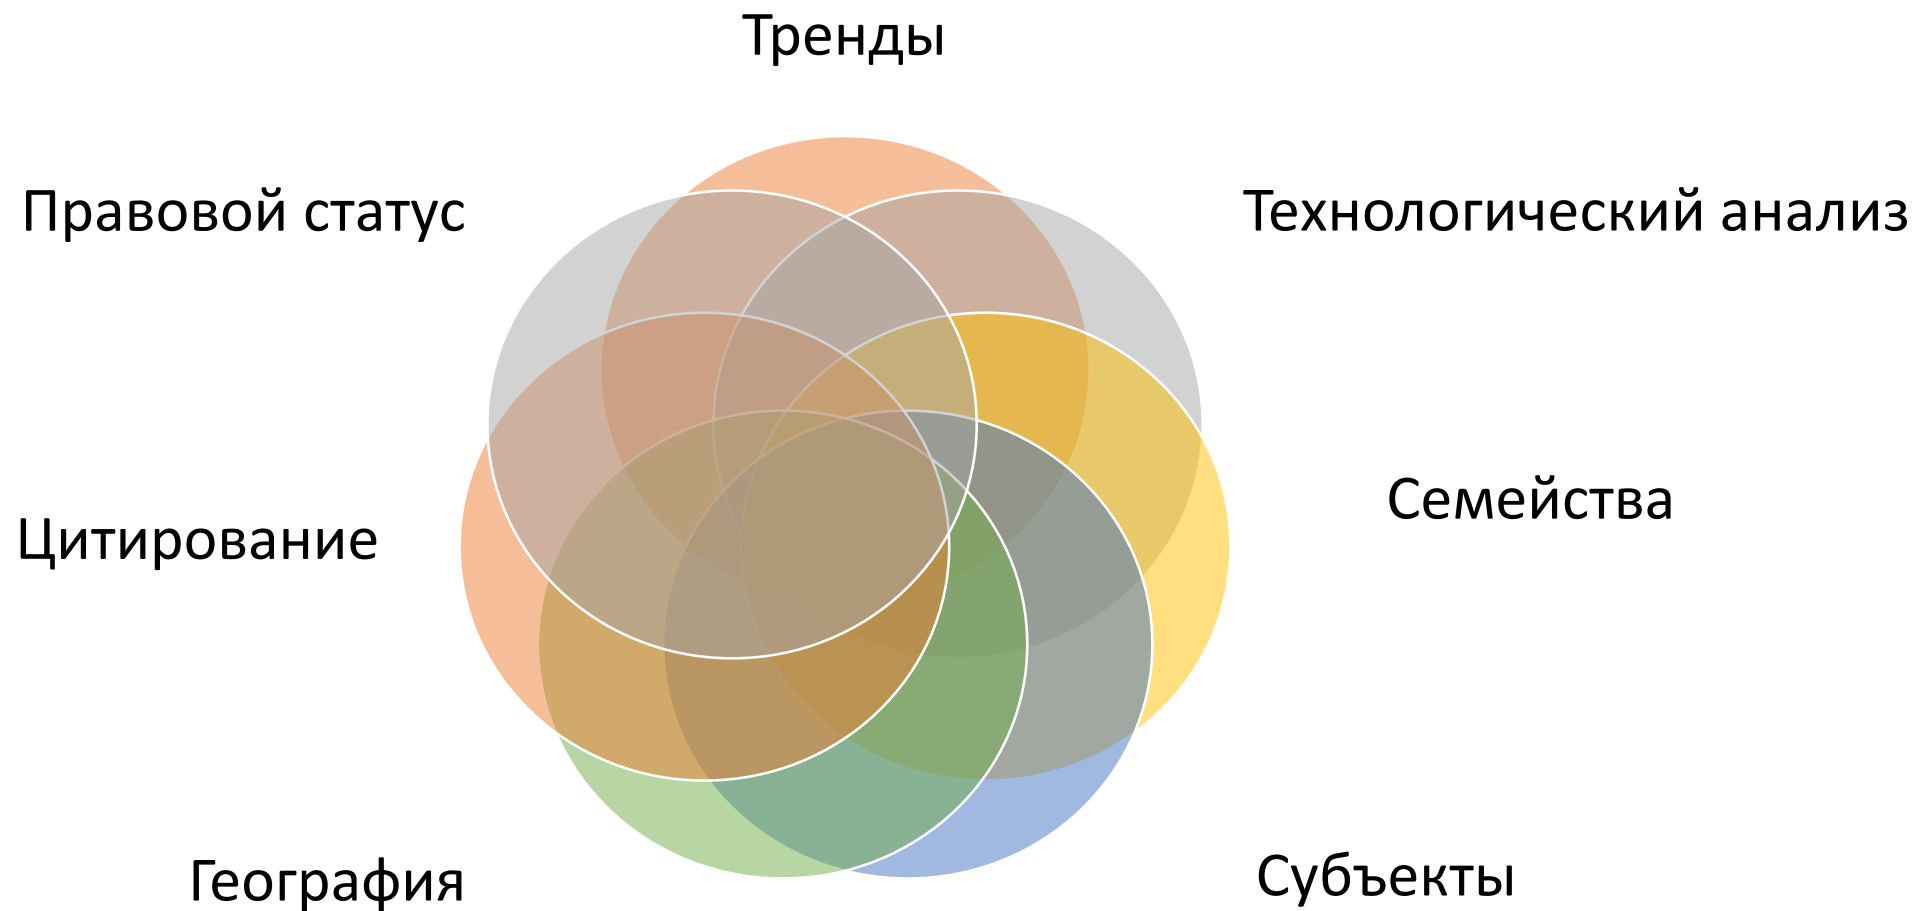 Тренды
Правовой статус
Технологический анализ
Семейства
Цитирование
География
Субъекты